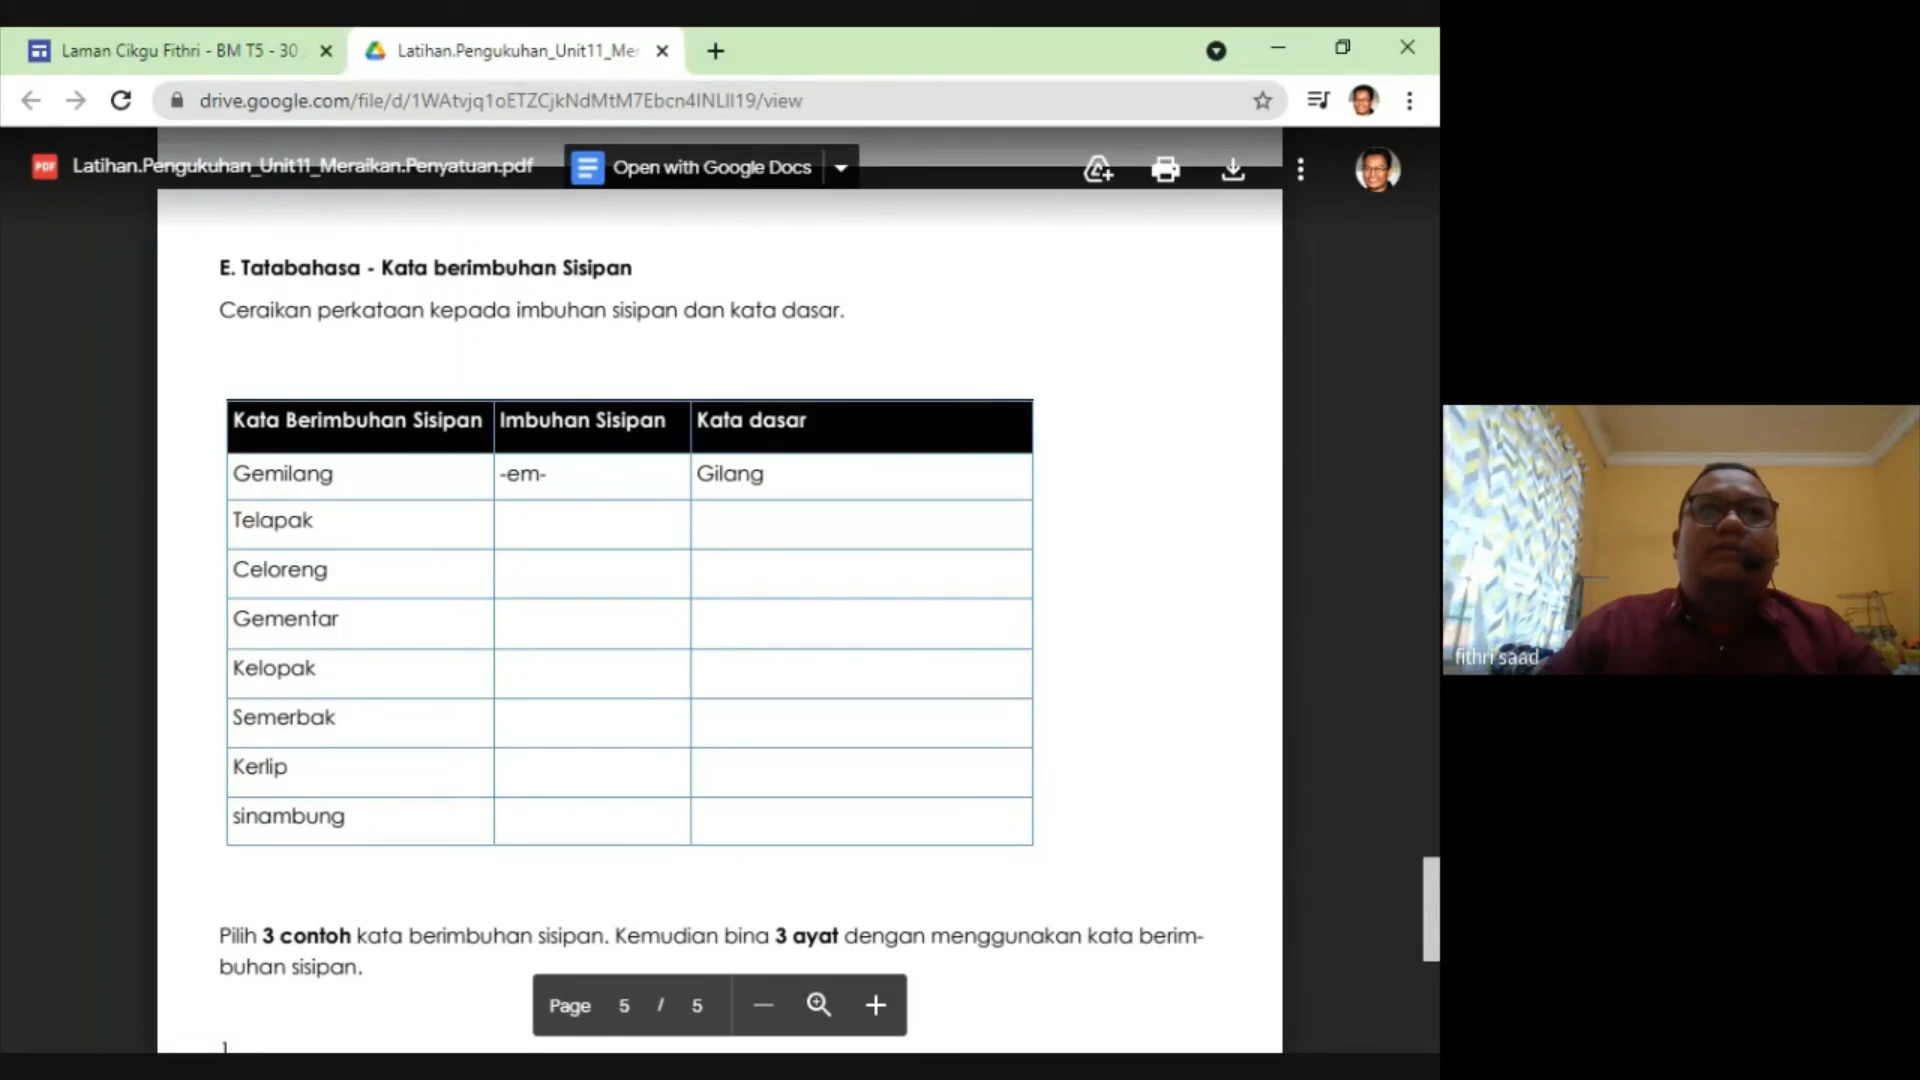 Laman Cikgu Fithri - BM T5 - 30
Latihan.Pengukuhan_Unit11_Mer
drive.google.com/file/d/1WAtvjq1oETZCjkNdMtM7Ebcn4INLII19/view
PDF
Latihan.Pengukuhan_Unit11_Meraikan.Penyatuan.pdf
Open with Google Docs
E. Tatabahasa - Kata berimbuhan Sisipan
Ceraikan perkataan kepada imbuhan sisipan dan kata dasar.
Kata Berimbuhan Sisipan Imbuhan Sisipan Kata dasar
Gemilang -em- Gilang
Telapak
Celoreng
Gementar
Kelopak
Semerbak
Kerlip
sinambung
Pilih 3 contoh kata berimbuhan sisipan. Kemudian bina 3 ayat dengan menggunakan kata berim-
buhan sisipan.
Page 5 / 5
1
fithri saad